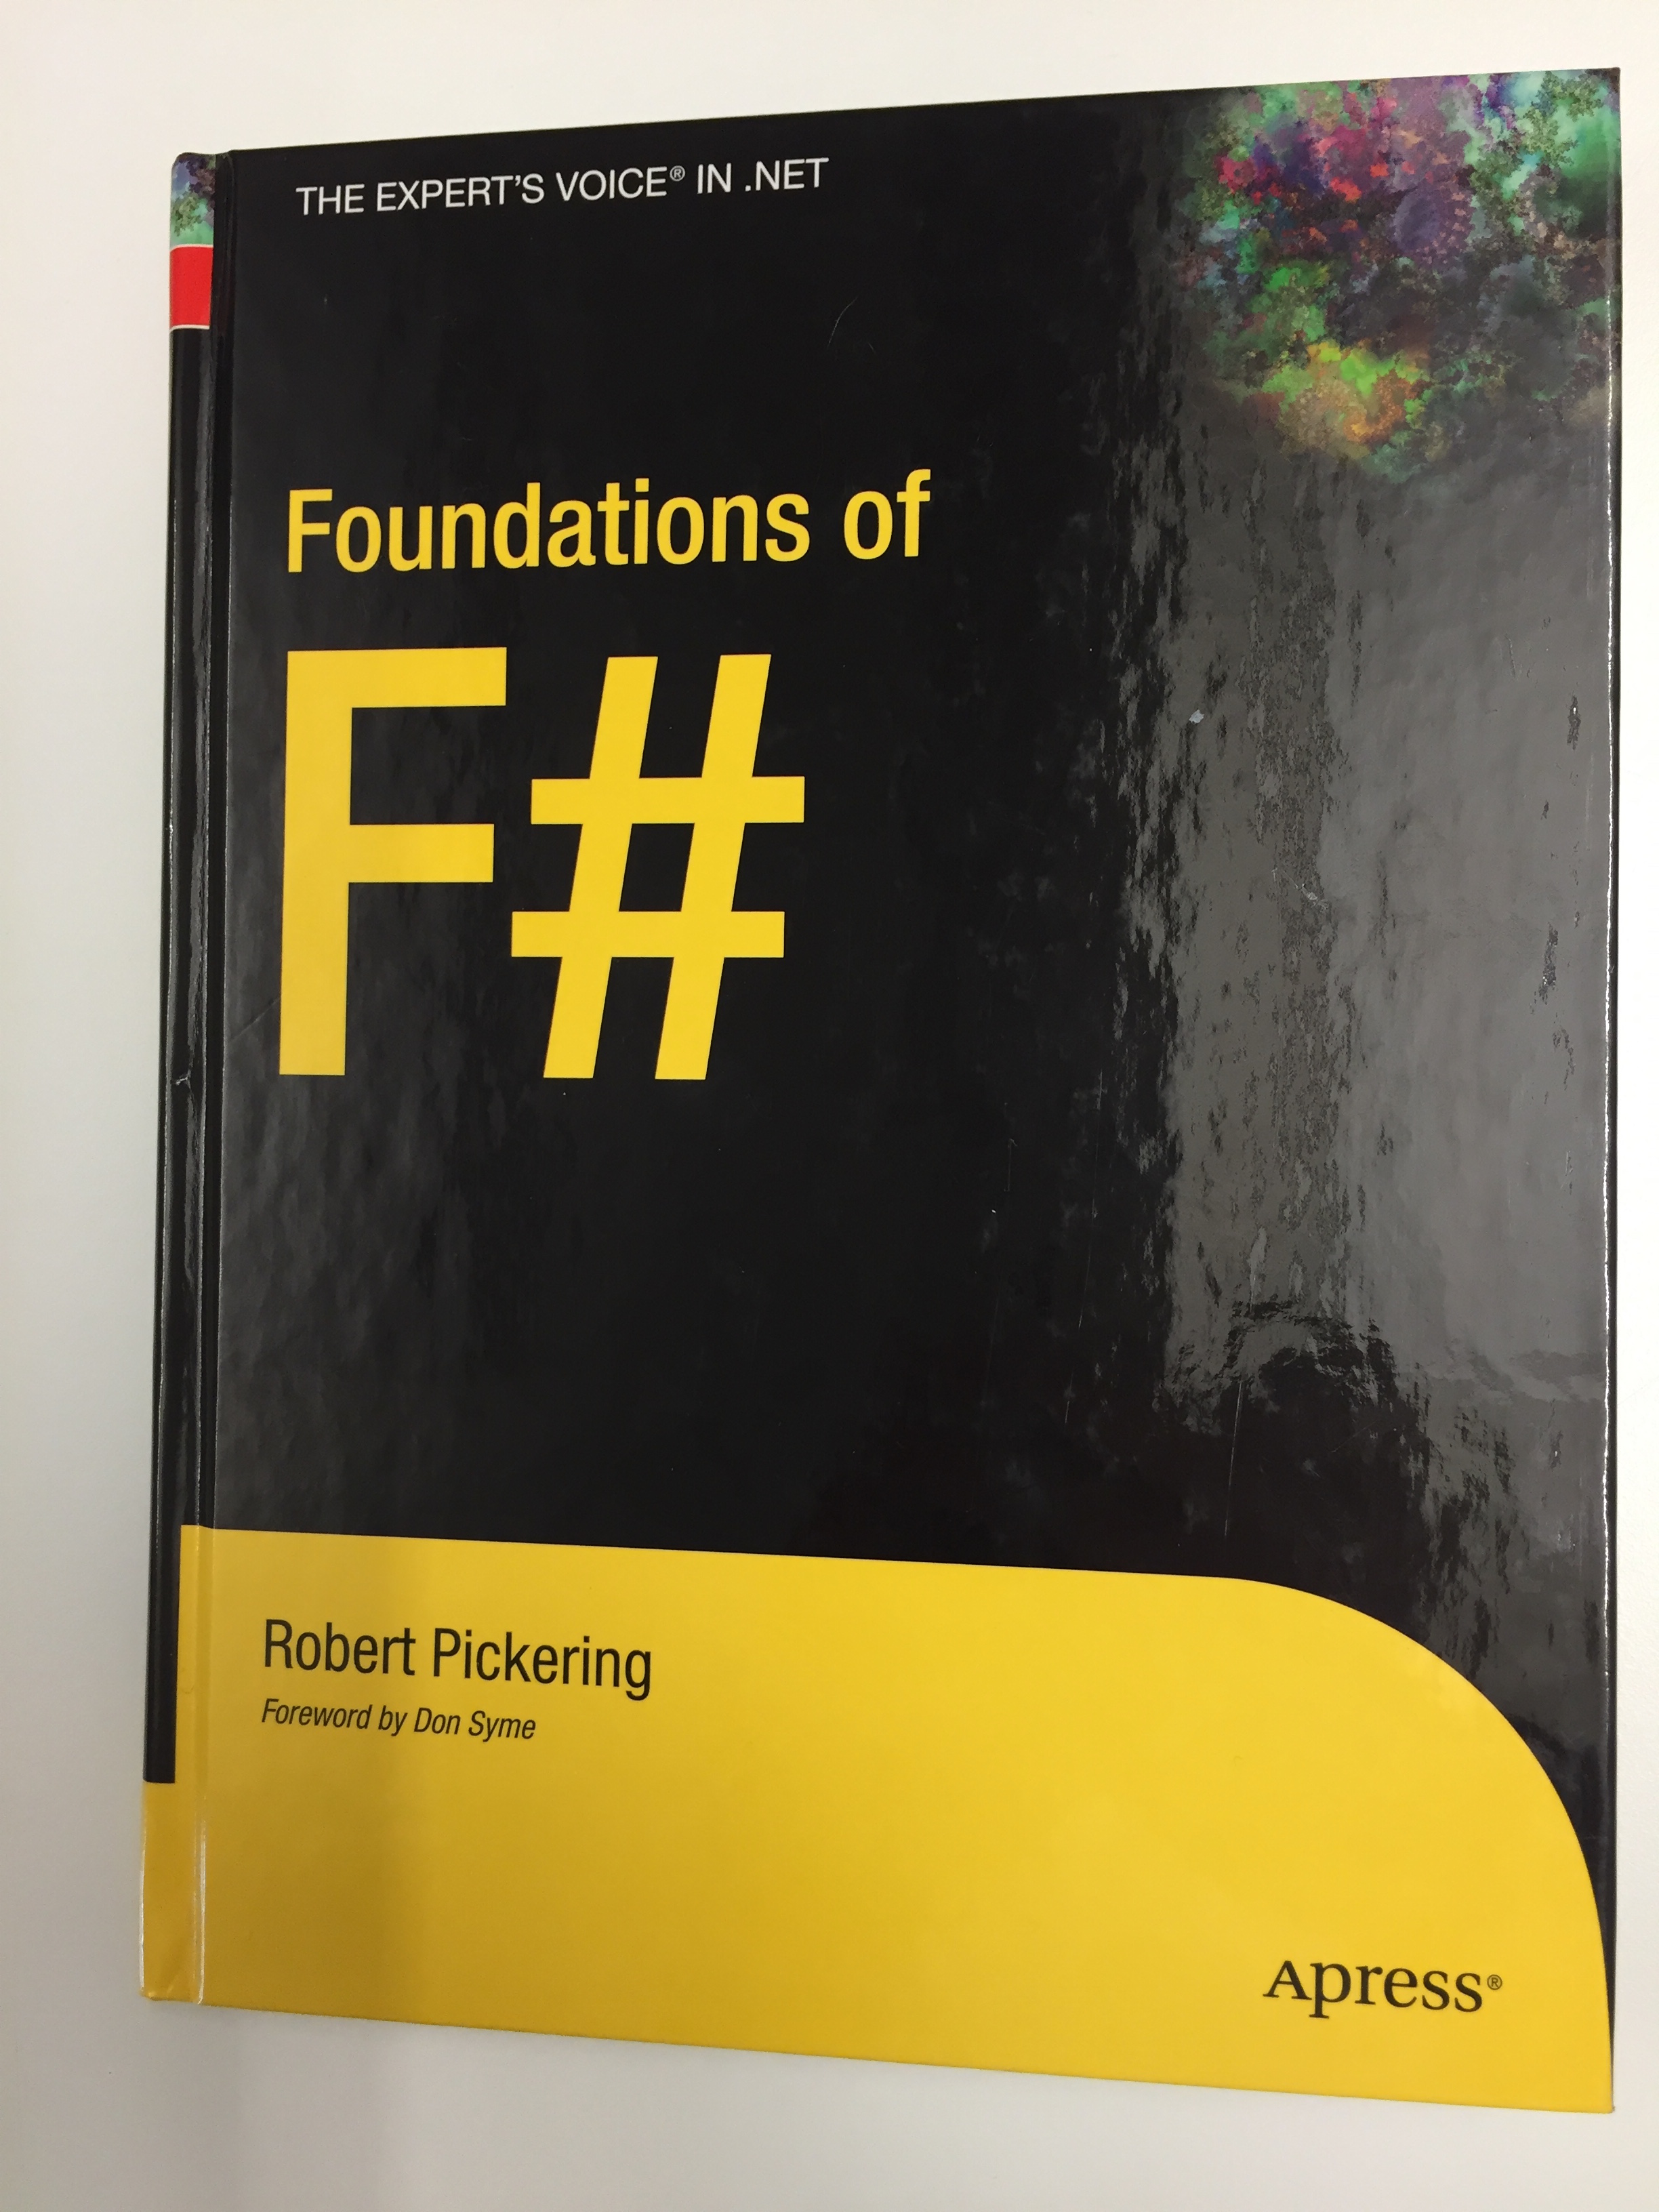 THE EXPERT'S VOICE® IN .NET
Foundations of
F#
Robert Pickering
Foreword by Don Syme
Apress®